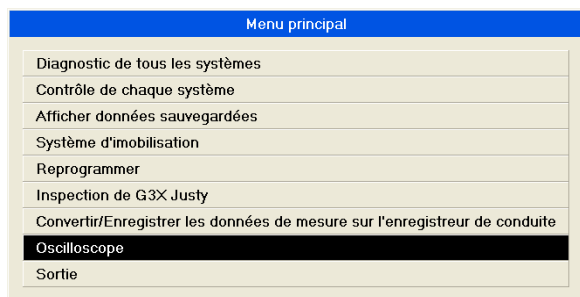 Menu principal
Diagnostic de tous les systèmes
Contrôle de chaque système
Afficher données sauvegardées
Système d'imobilisation
Reprogrammer
Inspection de G3X Justy
Convertir/Enregistrer les données de mesure sur l'enregistreur de conduite
Oscilloscope
Sortie